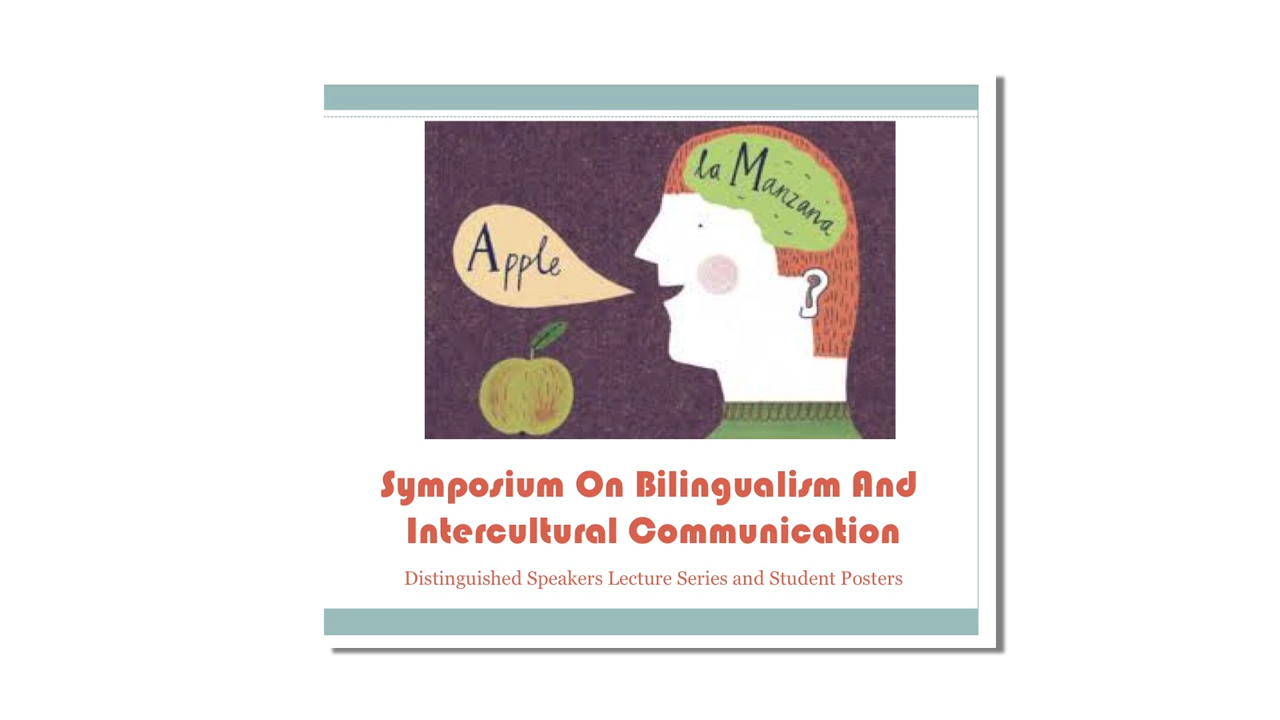 la Manzana
Apple
Symposium On Bilingualism And
Intercultural Communication
Distinguished Speakers Lecture Series and Student Posters